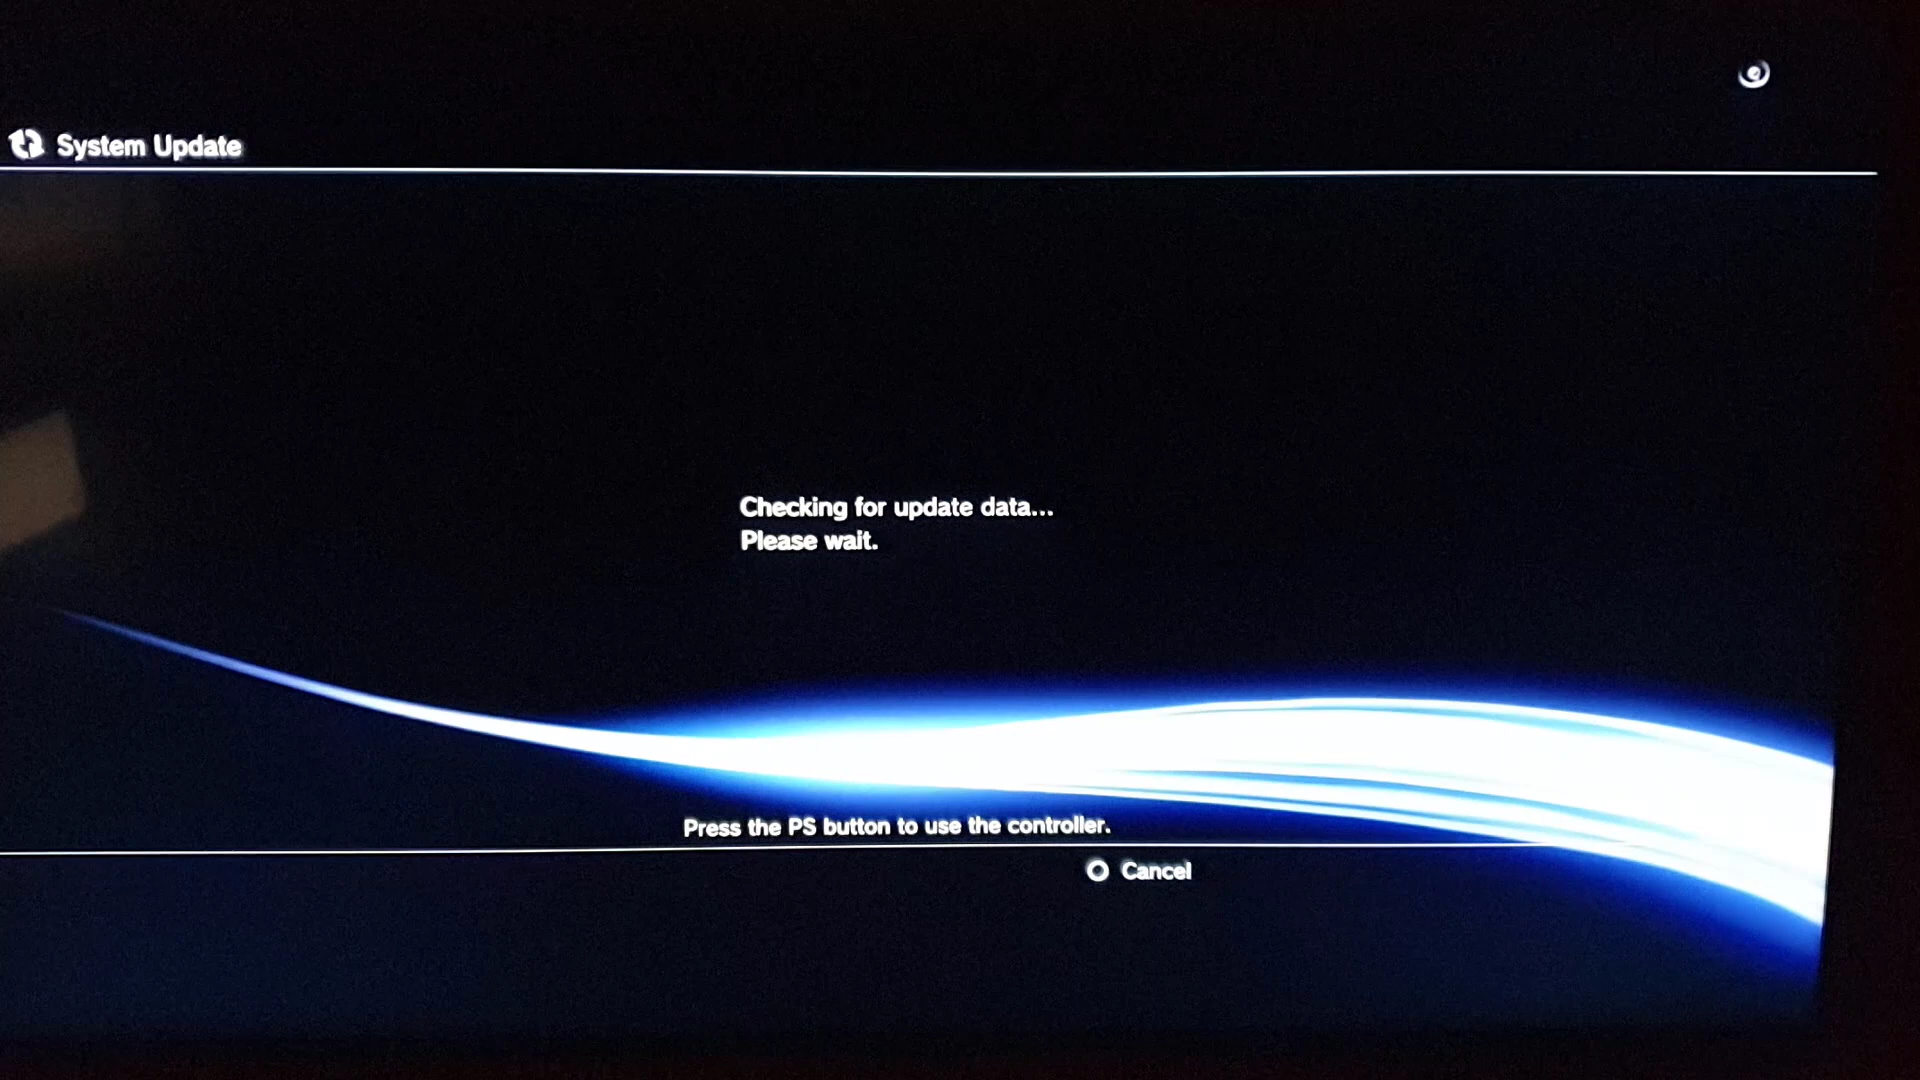 System Update
Checking for update data...
Please wait.
Press the PS button to use the controller.
Cancel